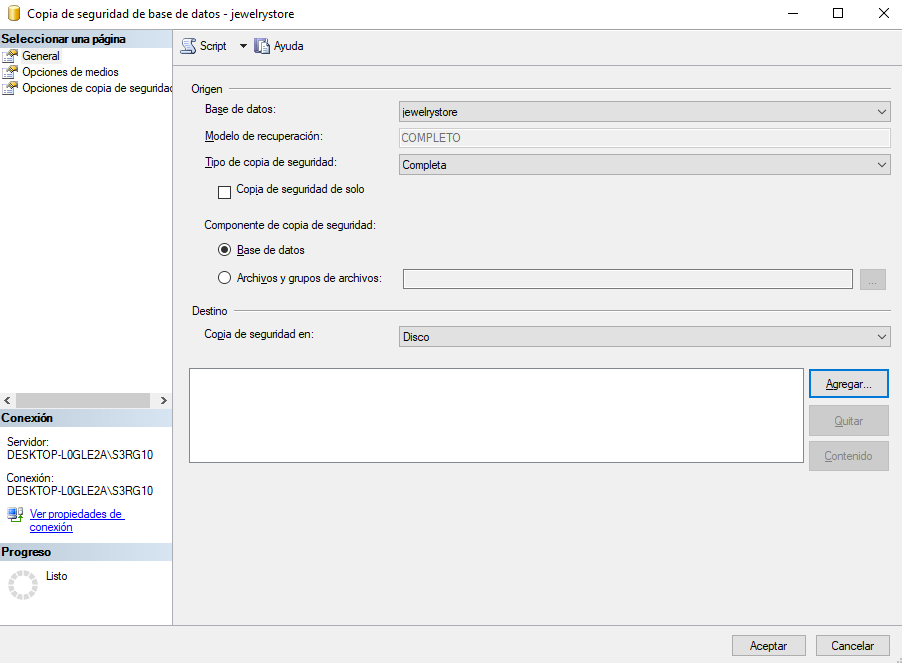 Copia de seguridad de base de datos - jewelrystore
Seleccionar una página
General
Opciones de medios
Opciones de copia de seguridad
Script
Ayuda
Origen
Base de datos:
jewelrystore
Modelo de recuperación:
COMPLETO
Tipo de copia de seguridad:
Completa
Copia de seguridad de solo
Componente de copia de seguridad:
Base de datos
Archivos y grupos de archivos:
...
Destino
Copia de seguridad en:
Disco
Agregar...
Quitar
Contenido
Conexión
Servidor:
DESKTOP-L0GLE2A\S3RG10
Conexión:
DESKTOP-L0GLE2A\S3RG10
Ver propiedades de
conexión
Progreso
Listo
Aceptar
Cancelar